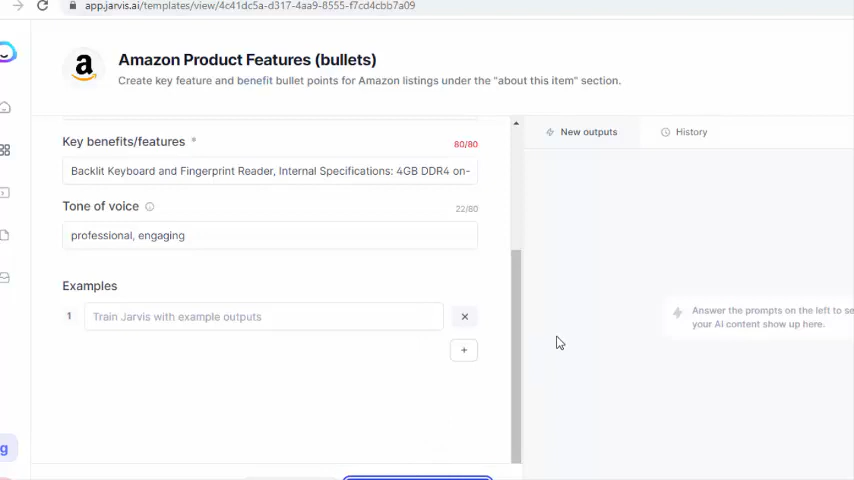 app.jarvis.ai/templates/view/4c41dc5a-d317-4aa9-8555-f7cd4cbb7a09
a
Amazon Product Features (bullets)
Create key feature and benefit bullet points for Amazon listings under the "about this item" section.
Key benefits/features *
80/80
Backlit Keyboard and Fingerprint Reader, Internal Specifications: 4GB DDR4 on-
Tone of voice
22/80
professional, engaging
Examples
1
Train Jarvis with example outputs
New outputs
History
Answer the prompts on the left to se
your AI content show up here.
g